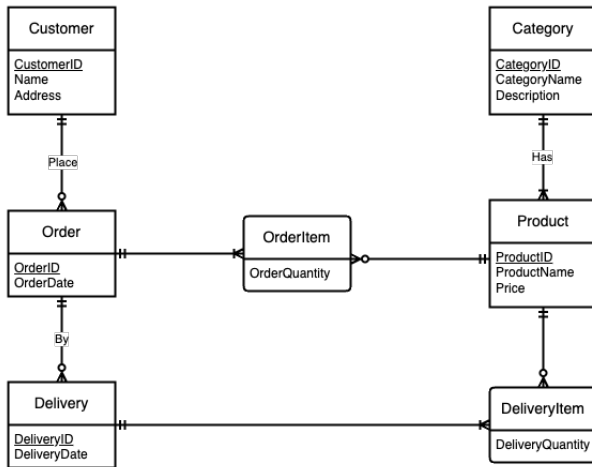 Customer
CustomerID
Name
Address
Category
CategoryID
CategoryName
Description
Place
Has
Order
OrderID
OrderDate
OrderItem
OrderQuantity
Product
ProductID
ProductName
Price
By
Delivery
DeliveryID
DeliveryDate
DeliveryItem
DeliveryQuantity